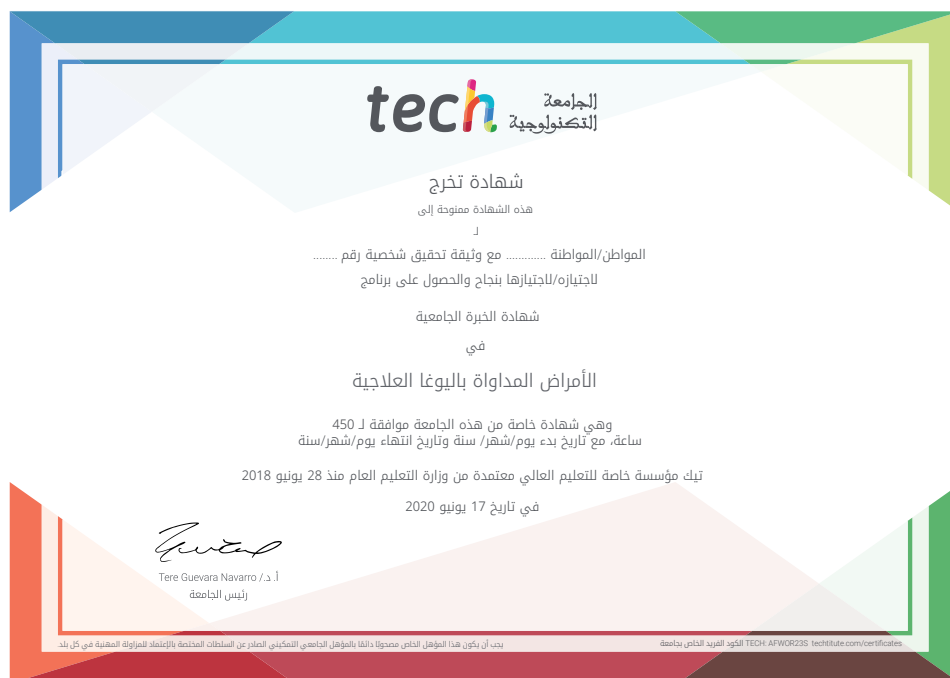 tech الجامعة
التكنولوجية
شهادة تخرج
هذه الشهادة ممنوحة إلى
لـ
المواطن/المواطنة ............. مع وثيقة تحقيق شخصية رقم ........
لاجتيازه/لاجتيازها بنجاح والحصول على برنامج
شهادة الخبرة الجامعية
في
الأمراض المداواة باليوغا العلاجية
وهي شهادة خاصة من هذه الجامعة موافقة لـ 450
ساعة، مع تاريخ بدء يوم/شهر/ سنة وتاريخ انتهاء يوم/شهر/سنة
تيك مؤسسة خاصة للتعليم العالي معتمدة من وزارة التعليم العام منذ 28 يونيو 2018
في تاريخ 17 يونيو 2020
أ. د./ Tere Guevara Navarro
رئيس الجامعة
يجب أن يكون هذا المؤهل الخاص مصحوبًا دائمًا بالمؤهل الجامعي التمكيني الصادر عن السلطات المختصة بالإعتماد للمزاولة المهنية في كل بلد.
الكود الفريد الخاص بجامعة TECH: AFWOR23S techtitute.com/certificates